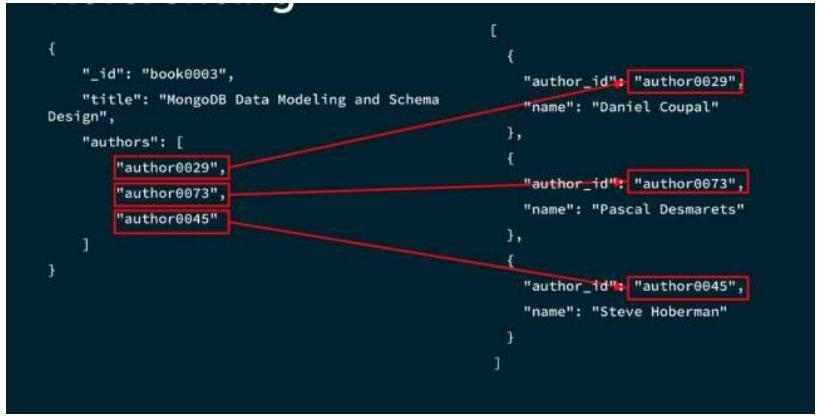 {
"_id": "book0003",
"title": "MongoDB Data Modeling and Schema
Design",
"authors": [
"author0029",
"author0073",
"author0045"
]
}
[
{
"author_id": "author0029",
"name": "Daniel Coupal"
},
{
"author_id": "author0073",
"name": "Pascal Desmarets"
},
{
"author_id": "author0045",
"name": "Steve Hoberman"
}
]